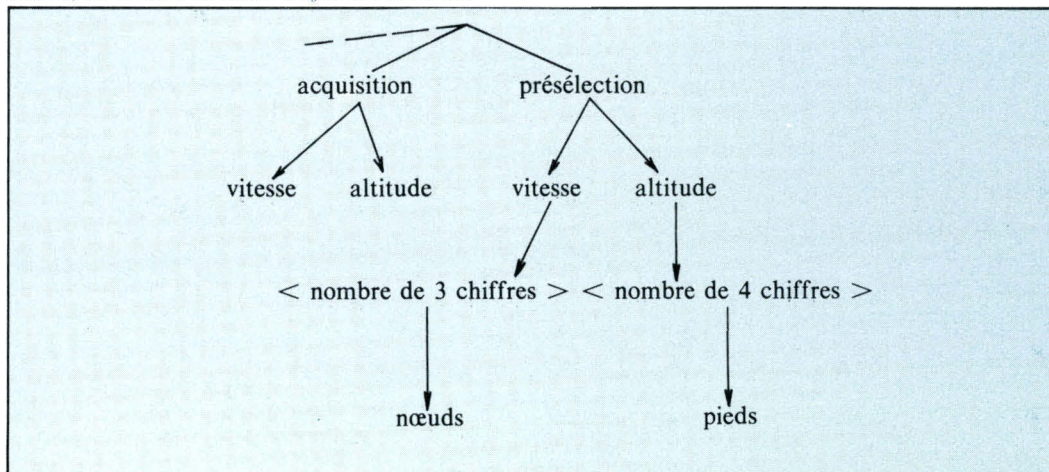 acquisition présélection
vitesse altitude vitesse altitude
< nombre de 3 chiffres > < nombre de 4 chiffres >
nœuds pieds